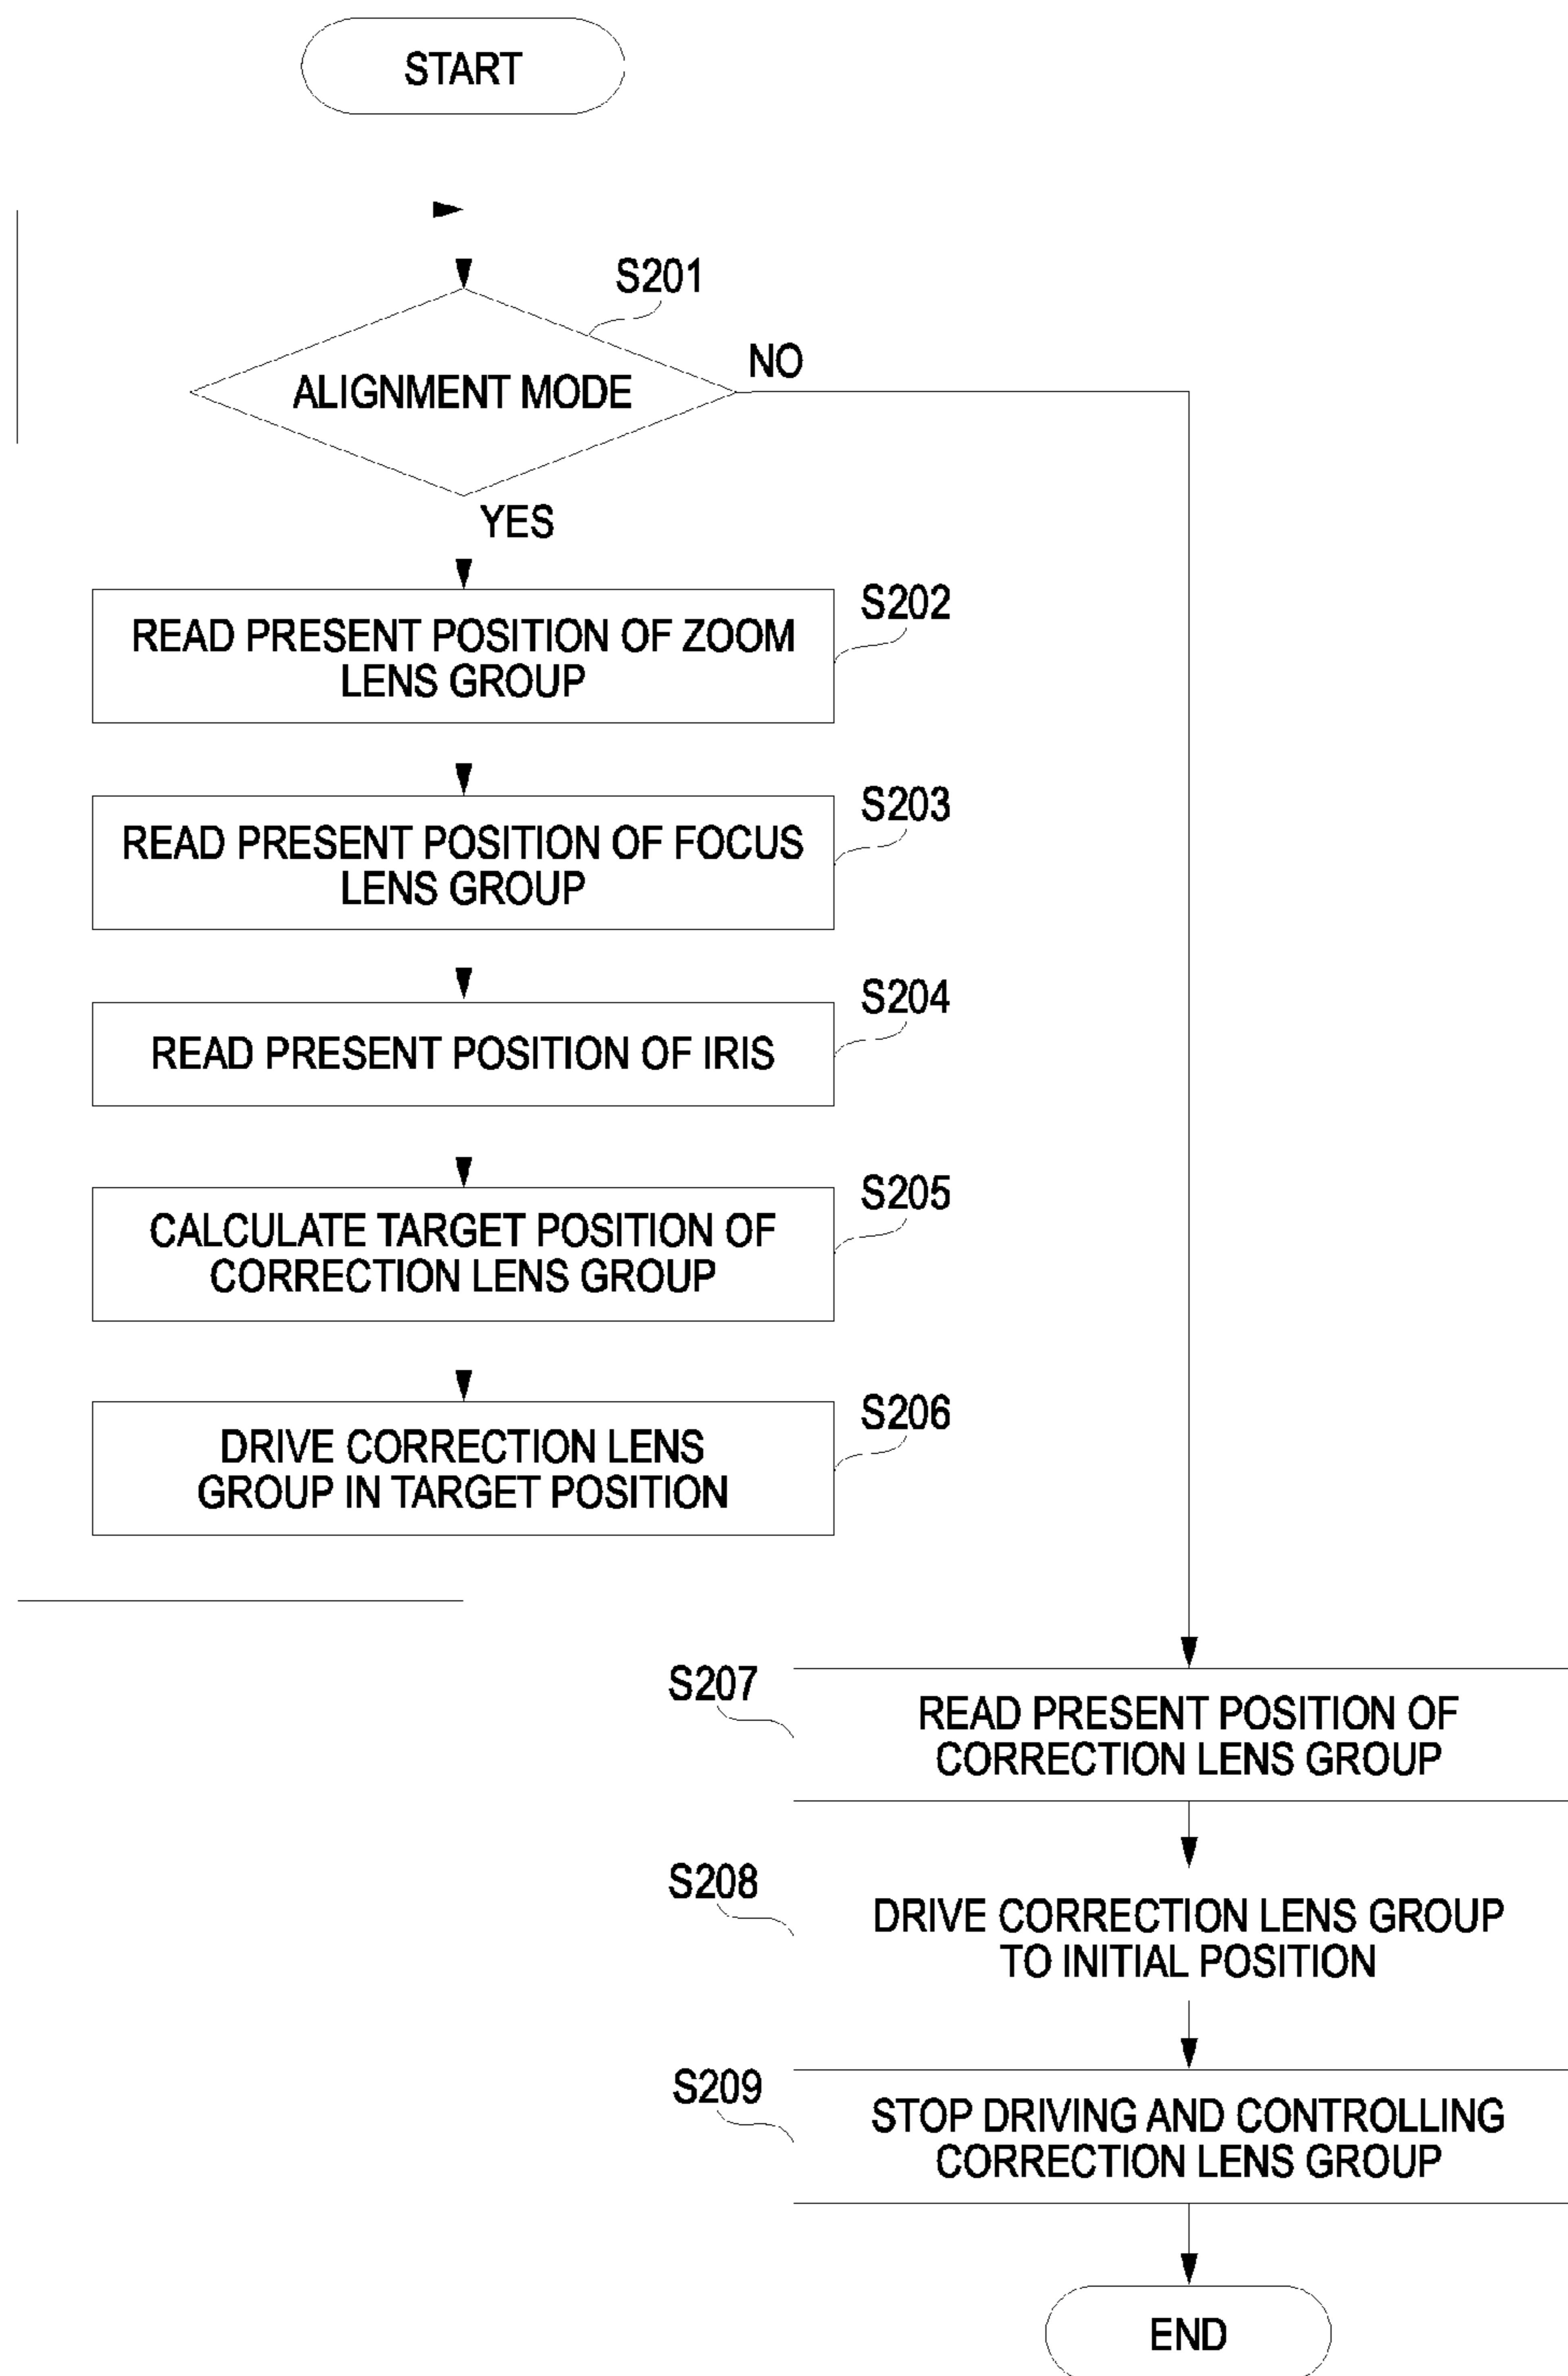 START
S201
ALIGNMENT MODE
NO
YES
S202
READ PRESENT POSITION OF ZOOM
LENS GROUP
S203
READ PRESENT POSITION OF FOCUS
LENS GROUP
S204
READ PRESENT POSITION OF IRIS
S205
CALCULATE TARGET POSITION OF
CORRECTION LENS GROUP
S206
DRIVE CORRECTION LENS
GROUP IN TARGET POSITION
S207
READ PRESENT POSITION OF
CORRECTION LENS GROUP
S208
DRIVE CORRECTION LENS GROUP
TO INITIAL POSITION
S209
STOP DRIVING AND CONTROLLING
CORRECTION LENS GROUP
END